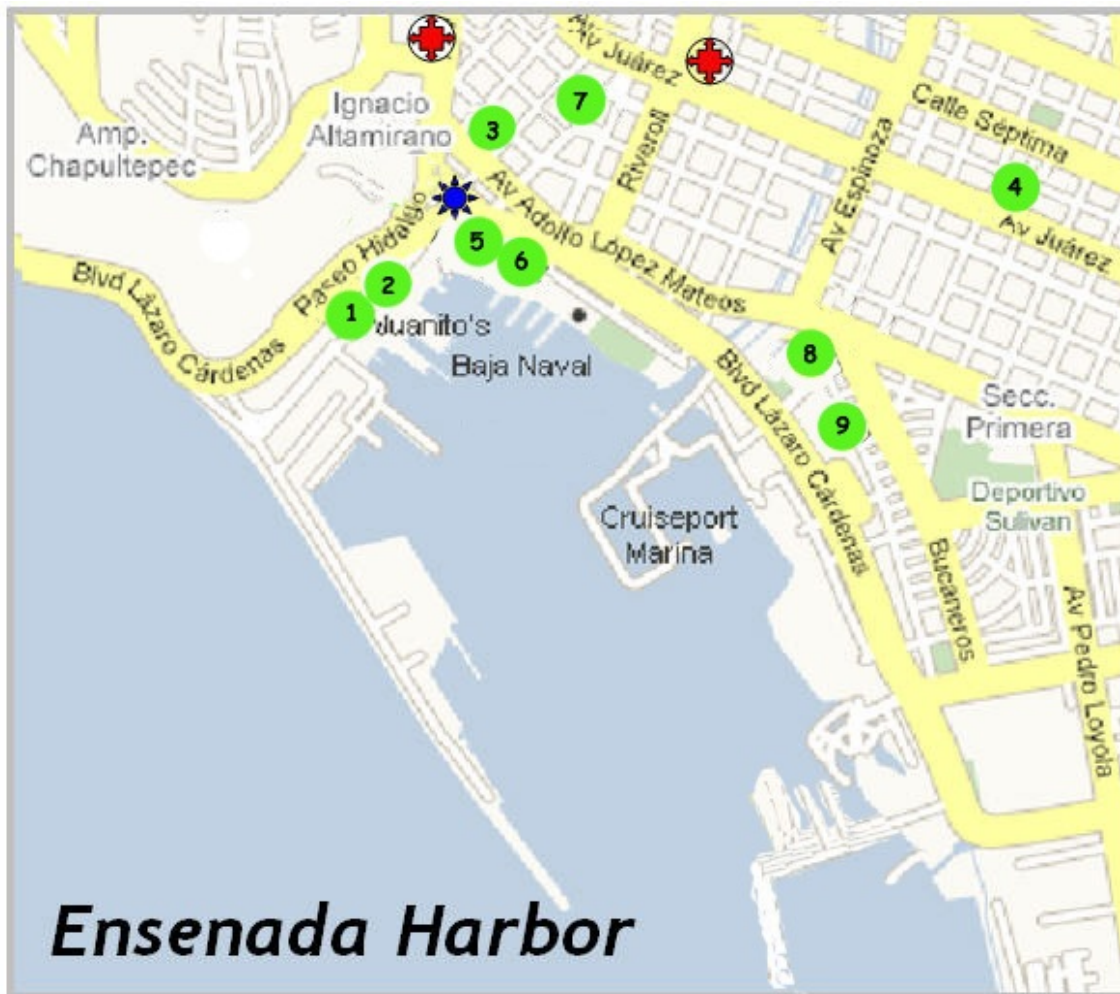 Av Juárez
Calle Séptima
Ignacio
Altamirano
Amp.
Chapultepec
7
3
Riveroll
Av Espinoza
4
Av Juárez
Av Adolfo López Mateos
Paseo Hidalgo
5
6
2
1
Juanito's
Baja Naval
Blvd Lázaro Cárdenas
8
9
Blvd Lázaro Cárdenas
Secc.
Primera
Deportivo
Sulivan
Cruiseport
Marina
Bucaneros
Av Pedro Loyola
Ensenada Harbor